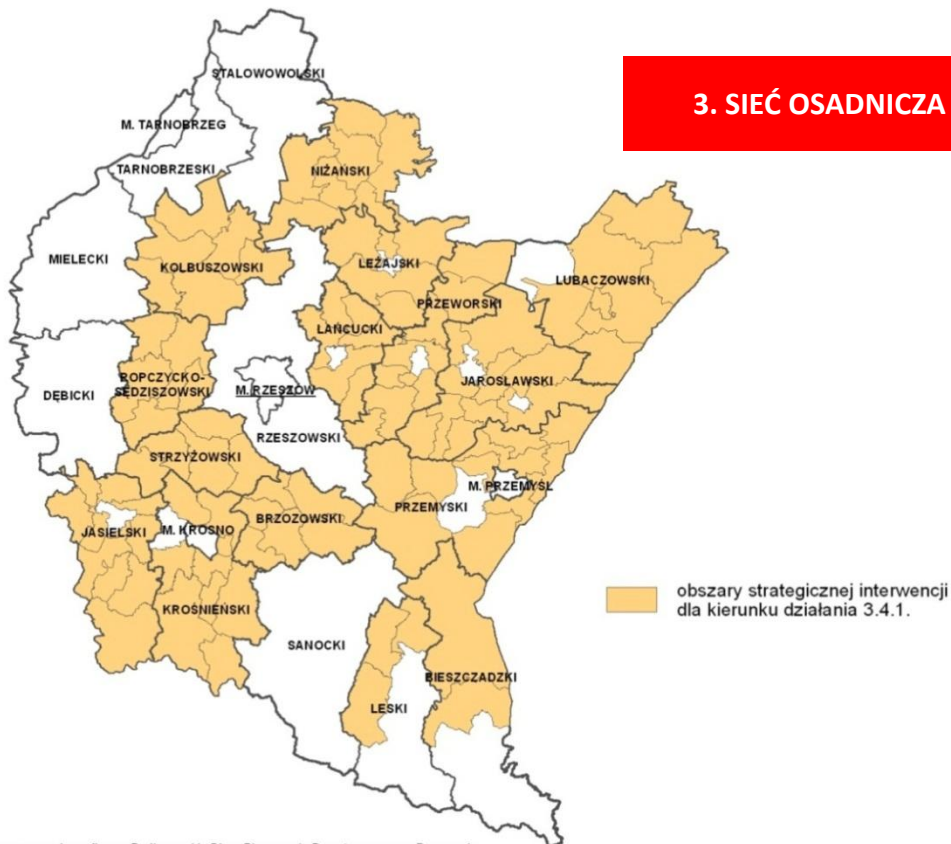 3. SIEĆ OSADNICZA
STALOWOWOLSKI
M. TARNOBRZEG
TARNOBRZESKI
NIŻAŃSKI
MIELECKI
KOLBUSZOWSKI
LEŻAJSKI
LUBACZOWSKI
PRZEWORSKI
ŁAŃCUCKI
ROPCZYCKO-
SĘDZISZOWSKI
DĘBICKI
M. RZESZÓW
JAROSŁAWSKI
RZESZOWSKI
STRZYŻOWSKI
M. PRZEMYŚL
PRZEMYSKI
BRZOZOWSKI
JASIELSKI
M. KROSNO
obszary strategicznej interwencji
dla kierunku działania 3.4.1.
KROŚNIEŃSKI
SANOCKI
BIESZCZADZKI
LESKI